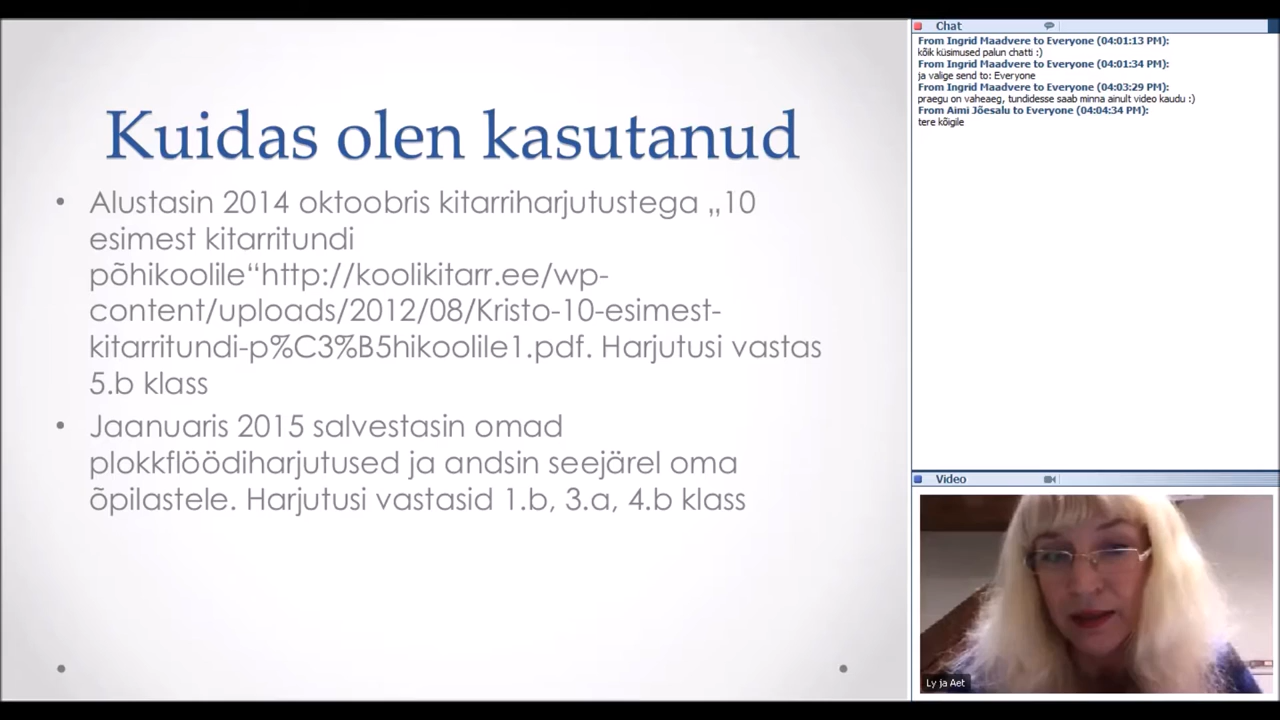 Kuidas olen kasutanud
• Alustasin 2014 oktoobris kitarriharjutustega „10
esimest kitarritundi
põhikoolile“http://koolikitarr.ee/wp-
content/uploads/2012/08/Kristo-10-esimest-
kitarritundi-p%C3%B5hikoolile1.pdf. Harjutusi vastas
5.b klass
• Jaanuaris 2015 salvestasin omad
plokkflöödiharjutused ja andsin seejärel oma
õpilastele. Harjutusi vastasid 1.b, 3.a, 4.b klass
Chat
From Ingrid Maadvere to Everyone (04:01:13 PM):
kõik küsimused palun chatti :)
From Ingrid Maadvere to Everyone (04:01:34 PM):
ja valige send to: Everyone
From Ingrid Maadvere to Everyone (04:03:29 PM):
praegu on vaheaeg, tundidesse saab minna ainult video kaudu :)
From Aimi Jõesalu to Everyone (04:04:34 PM):
tere kõigile
Video
Ly ja Aet